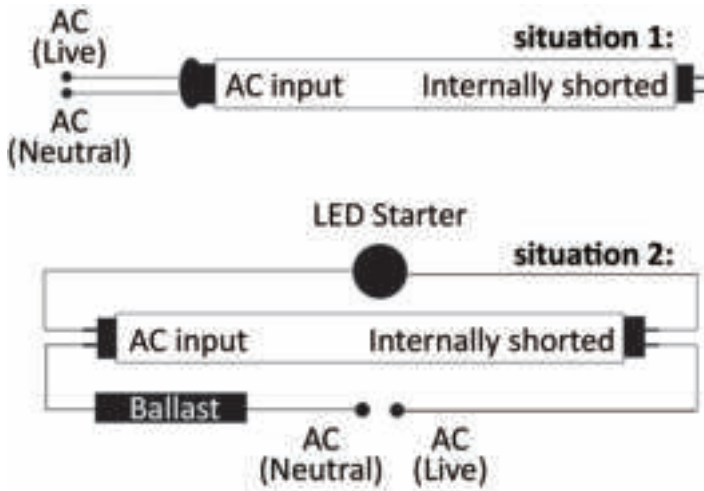 AC
(Live)
situation 1:
AC input
Internally shorted
AC
(Neutral)
LED Starter
situation 2:
AC input
Internally shorted
Ballast
AC
(Neutral)
AC
(Live)